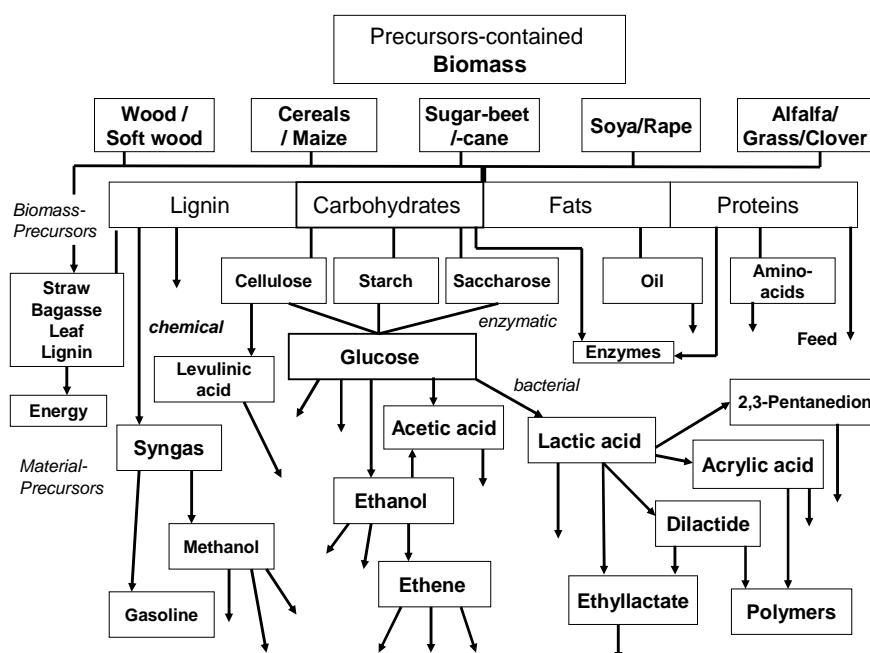 Precursors-contained
Biomass
Wood /
Soft wood
Cereals
/ Maize
Sugar-beet
/-cane
Soya/Rape
Alfalfa/
Grass/Clover
Biomass-
Precursors
Lignin
Carbohydrates
Fats
Proteins
Straw
Bagasse
Leaf
Lignin
Cellulose
Starch
Saccharose
Oil
Amino-
acids
chemical
enzymatic
Feed
Glucose
Enzymes
Levulinic
acid
bacterial
Energy
2,3-Pentanedion
Acetic acid
Lactic acid
Syngas
Acrylic acid
Material-
Precursors
Ethanol
Dilactide
Methanol
Ethene
Ethyllactate
Polymers
Gasoline